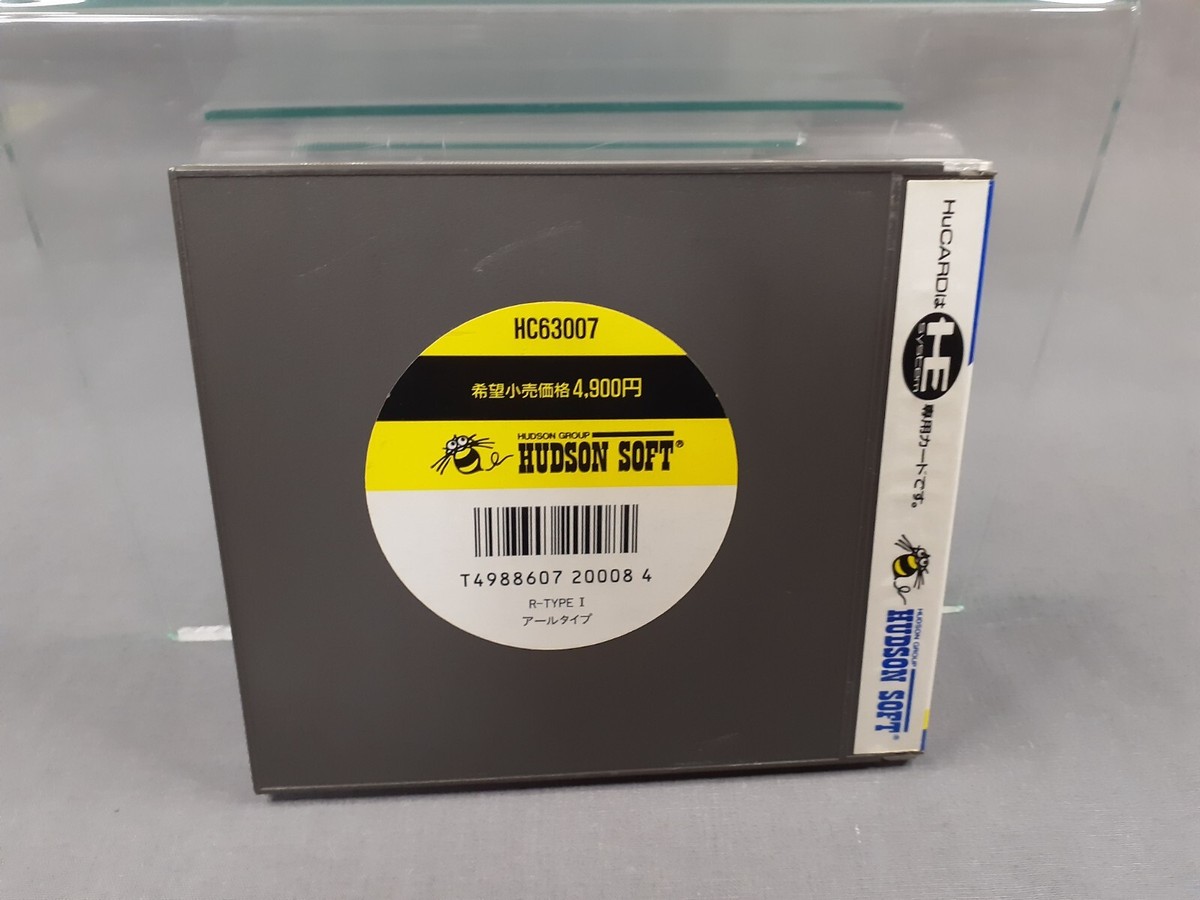 HC63007
希望小売価格4,900円
HUDSON GROUP
HUDSON SOFT®
T4988607 20008 4
R-TYPE I
アールタイプ
HuCARDは HE system 専用カードです。
HUDSON GROUP
HUDSON SOFT®